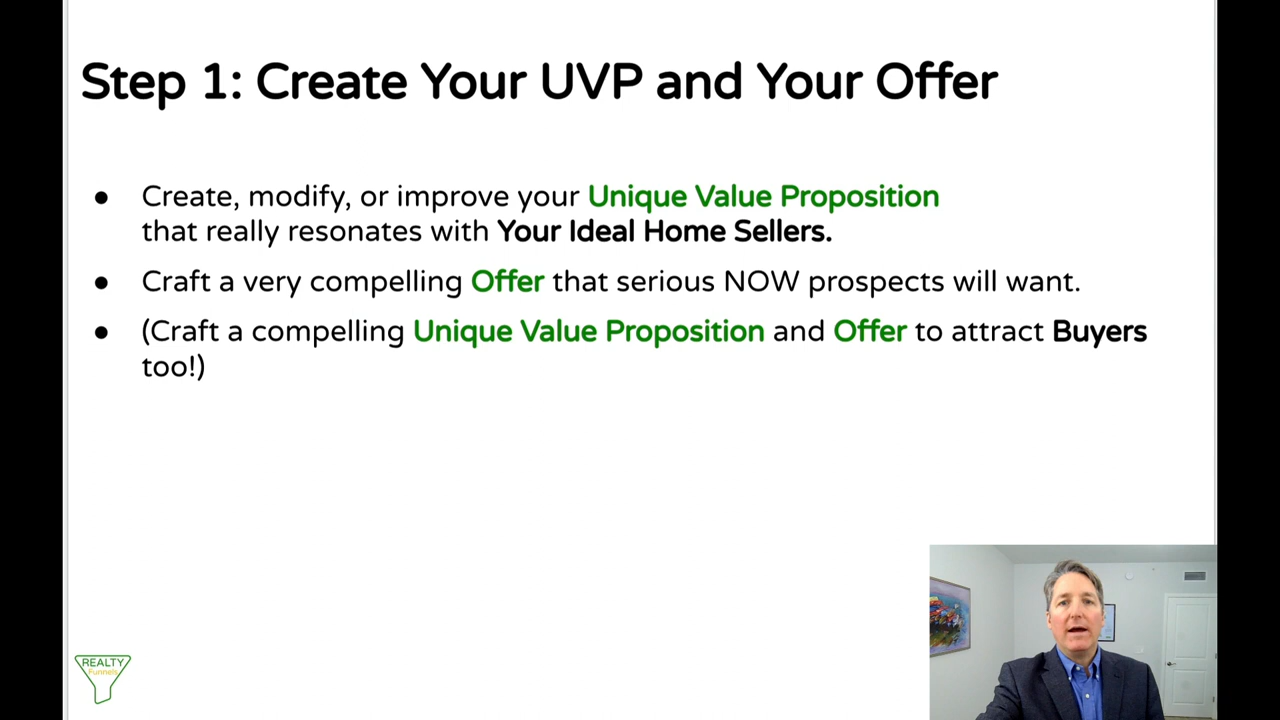 Step 1: Create Your UVP and Your Offer
● Create, modify, or improve your Unique Value Proposition
that really resonates with Your Ideal Home Sellers.
● Craft a very compelling Offer that serious NOW prospects will want.
● (Craft a compelling Unique Value Proposition and Offer to attract Buyers
too!)
REALTY
Funnels